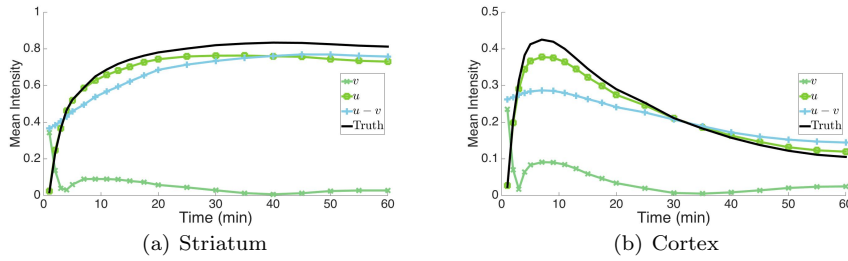 1
0.8
0.6
0.4
0.2
0
Mean Intensity
0 10 20 30 40 50 60
Time (min)
v
u
u − v
Truth
(a) Striatum
0.5
0.4
0.3
0.2
0.1
0
Mean Intensity
0 10 20 30 40 50 60
Time (min)
v
u
u − v
Truth
(b) Cortex